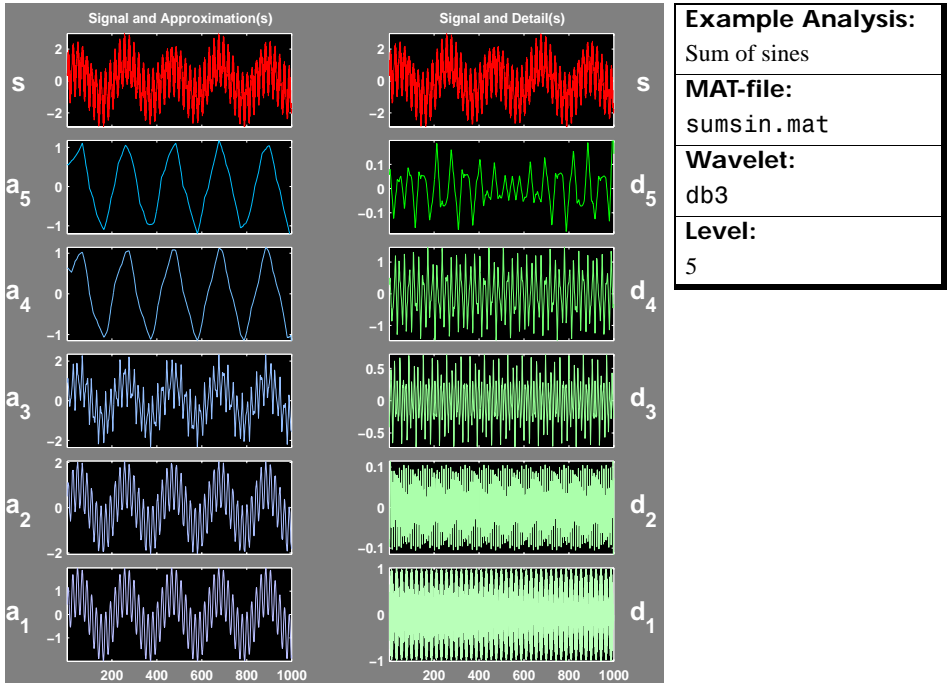 Signal and Approximation(s)
s
2
0
−2
a5
1
0
−1
a4
1
0
−1
a3
2
0
−2
a2
2
0
−2
a1
1
0
−1
200 400 600 800 1000
Signal and Detail(s)
s
2
0
−2
d5
0.1
0
−0.1
d4
1
0
−1
d3
0.5
0
−0.5
d2
0.1
0
−0.1
d1
1
0
−1
200 400 600 800 1000
Example Analysis:
Sum of sines
MAT-file:
sumsin.mat
Wavelet:
db3
Level:
5